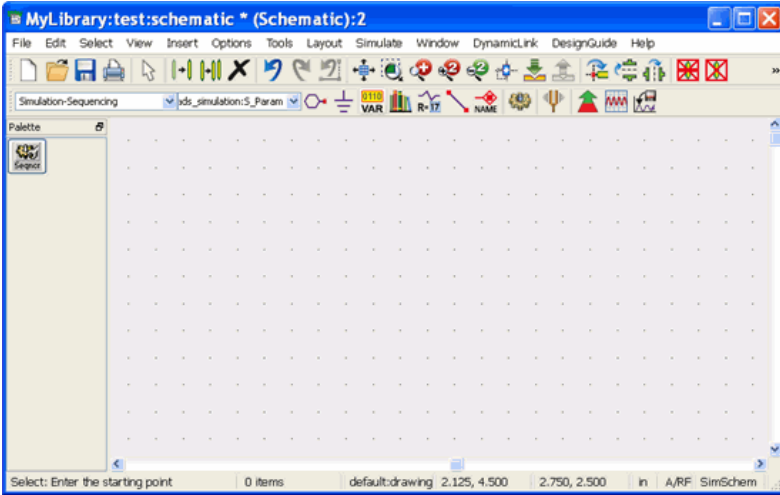 MyLibrary:test:schematic * (Schematic):2
File Edit Select View Insert Options Tools Layout Simulate Window DynamicLink DesignGuide Help
Simulation-Sequencing ads_simulation:S_Param VAR R=17 NAME
Palette
Seqncr
Select: Enter the starting point 0 items default:drawing 2.125, 4.500 2.750, 2.500 in A/RF SimSchem